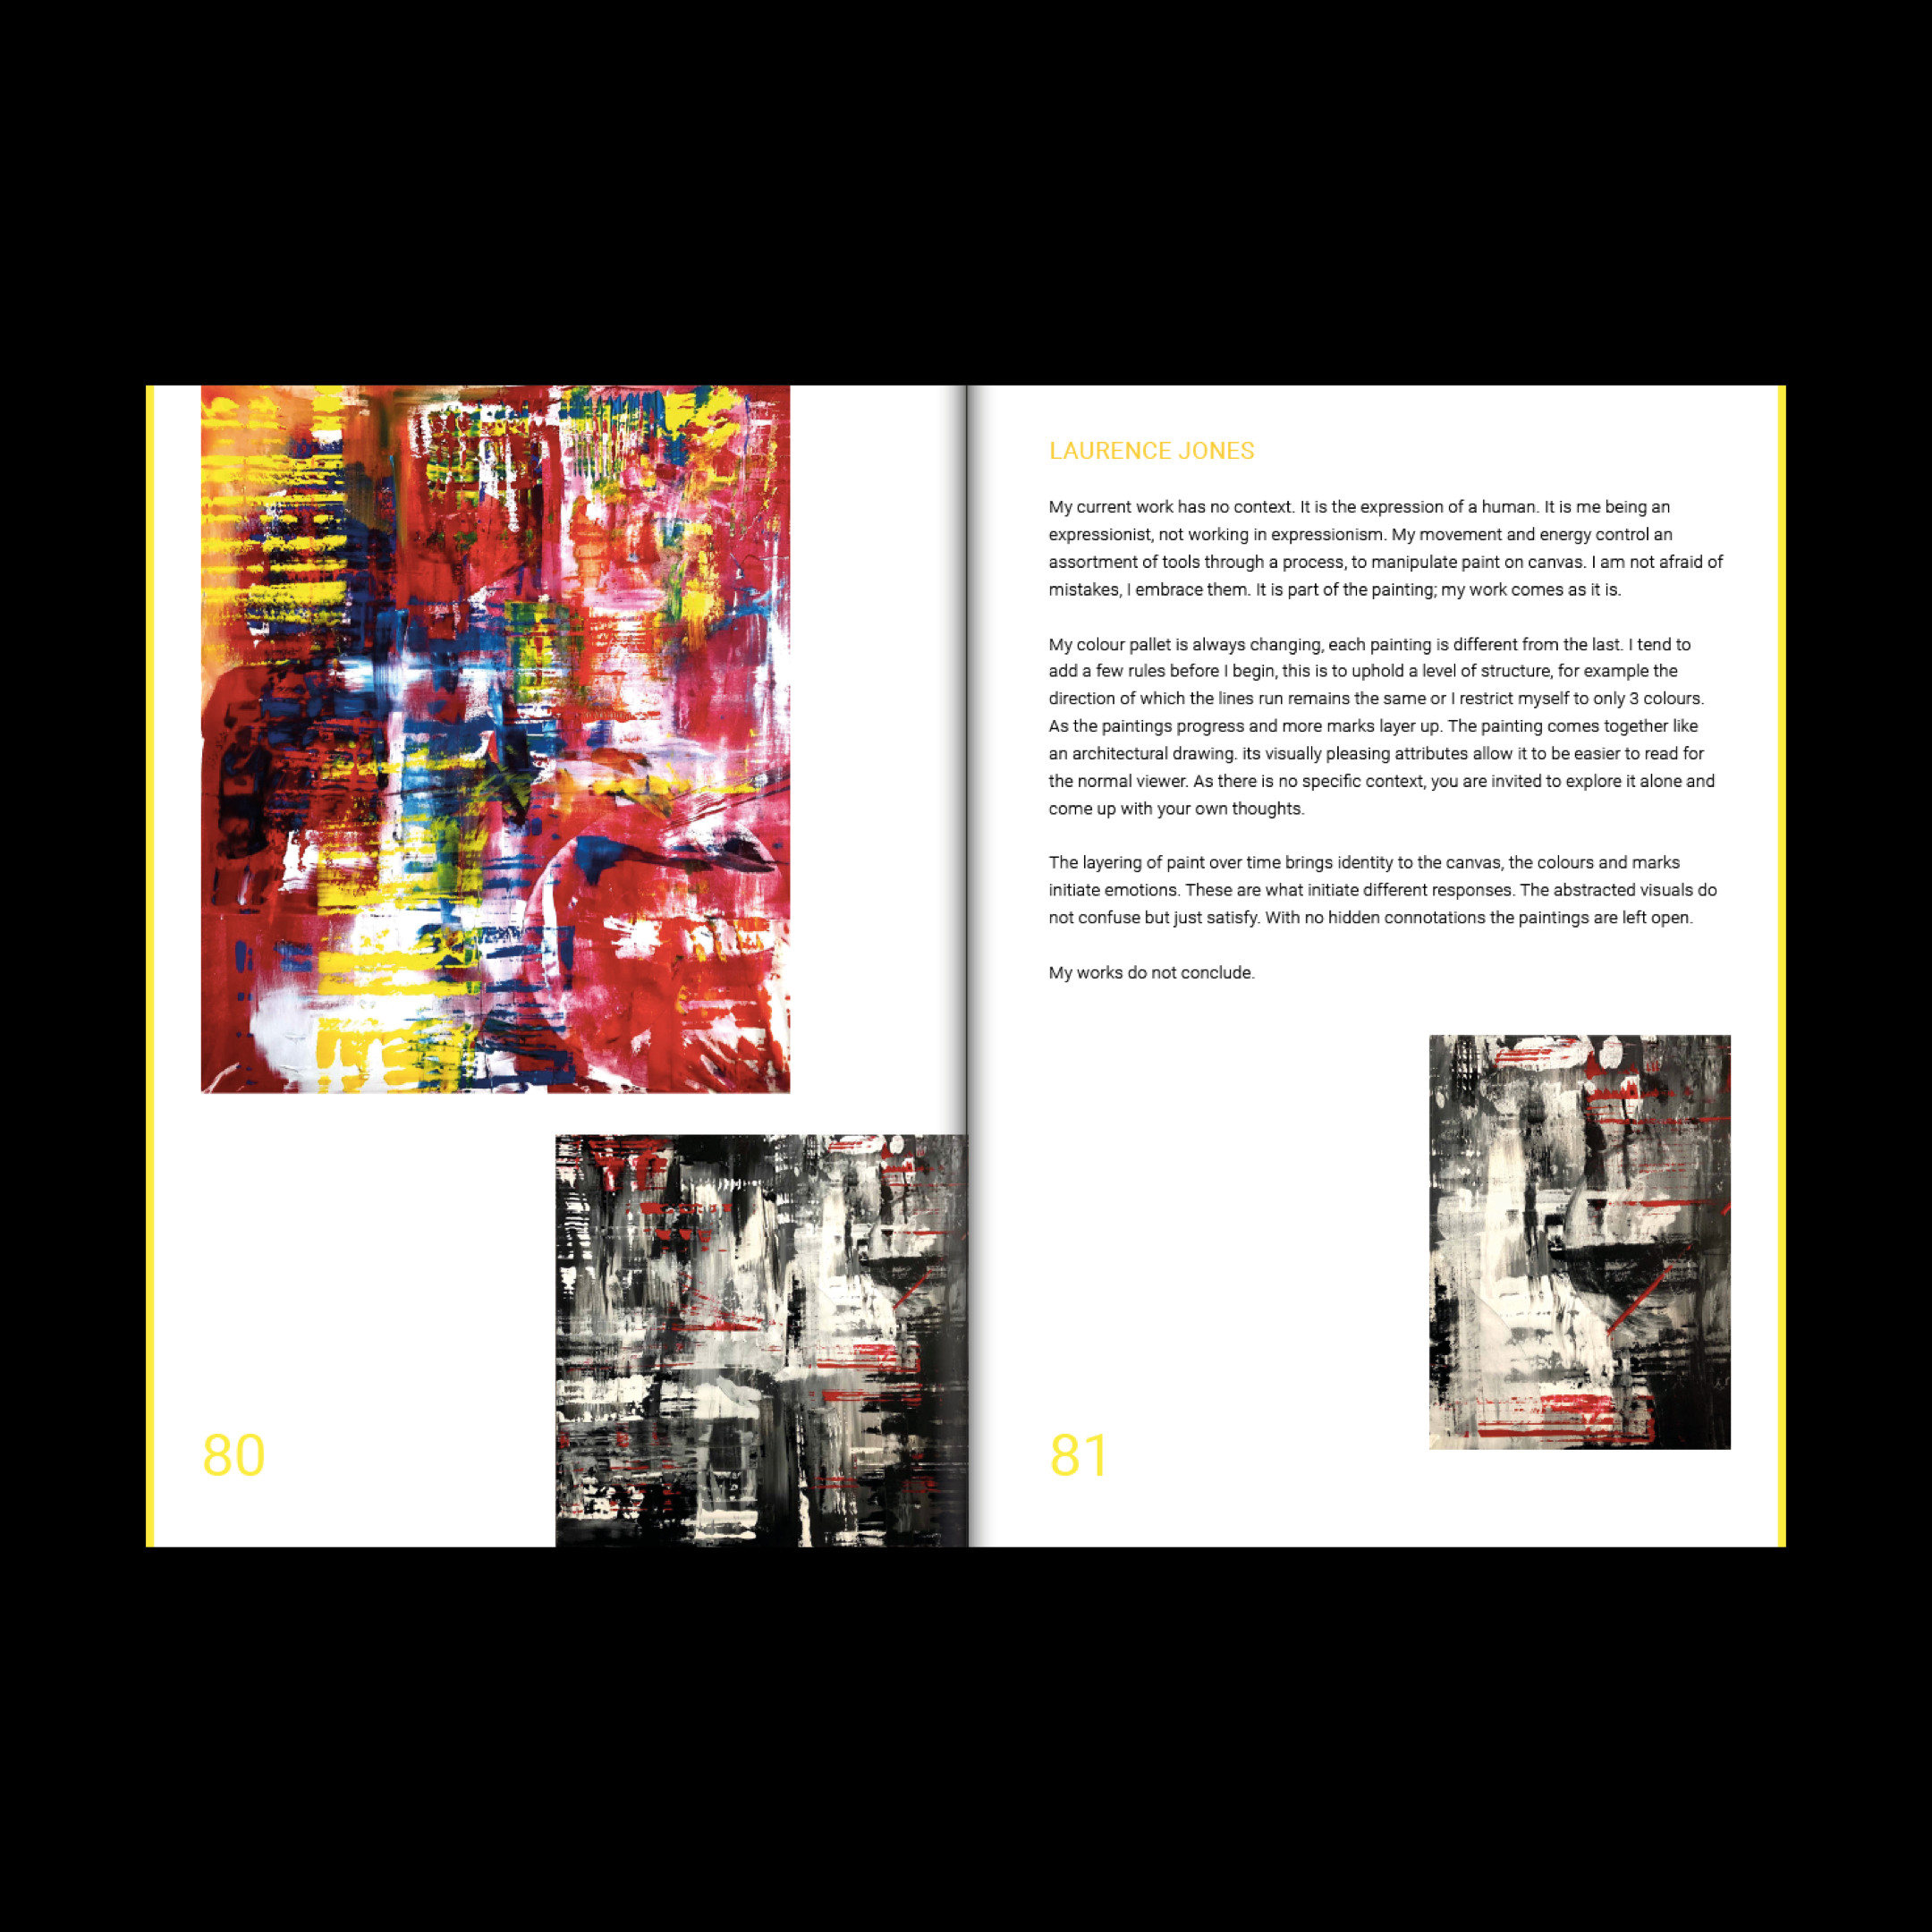 LAURENCE JONES
My current work has no context. It is the expression of a human. It is me being an
expressionist, not working in expressionism. My movement and energy control an
assortment of tools through a process, to manipulate paint on canvas. I am not afraid of
mistakes, I embrace them. It is part of the painting; my work comes as it is.
My colour pallet is always changing, each painting is different from the last. I tend to
add a few rules before I begin, this is to uphold a level of structure, for example the
direction of which the lines run remains the same or I restrict myself to only 3 colours.
As the paintings progress and more marks layer up. The painting comes together like
an architectural drawing. its visually pleasing attributes allow it to be easier to read for
the normal viewer. As there is no specific context, you are invited to explore it alone and
come up with your own thoughts.
The layering of paint over time brings identity to the canvas, the colours and marks
initiate emotions. These are what initiate different responses. The abstracted visuals do
not confuse but just satisfy. With no hidden connotations the paintings are left open.
My works do not conclude.
80
81